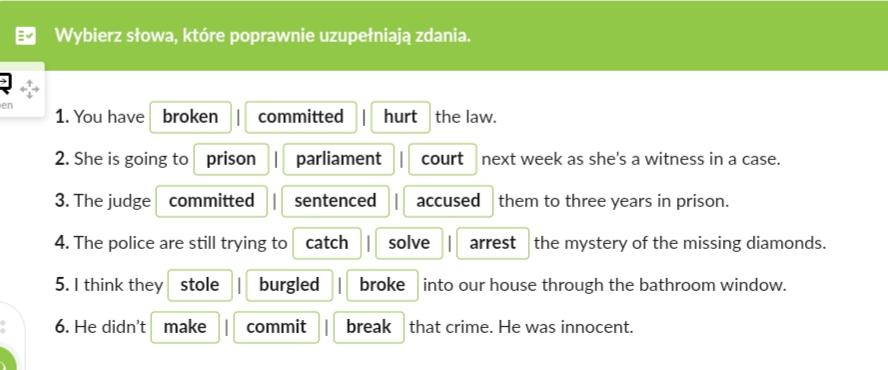 Wybierz słowa, które poprawnie uzupełniają zdania.
1. You have broken | committed | hurt the law.
2. She is going to prison | parliament | court next week as she's a witness in a case.
3. The judge committed | sentenced | accused them to three years in prison.
4. The police are still trying to catch | solve | arrest the mystery of the missing diamonds.
5. I think they stole | burgled | broke into our house through the bathroom window.
6. He didn't make | commit | break that crime. He was innocent.